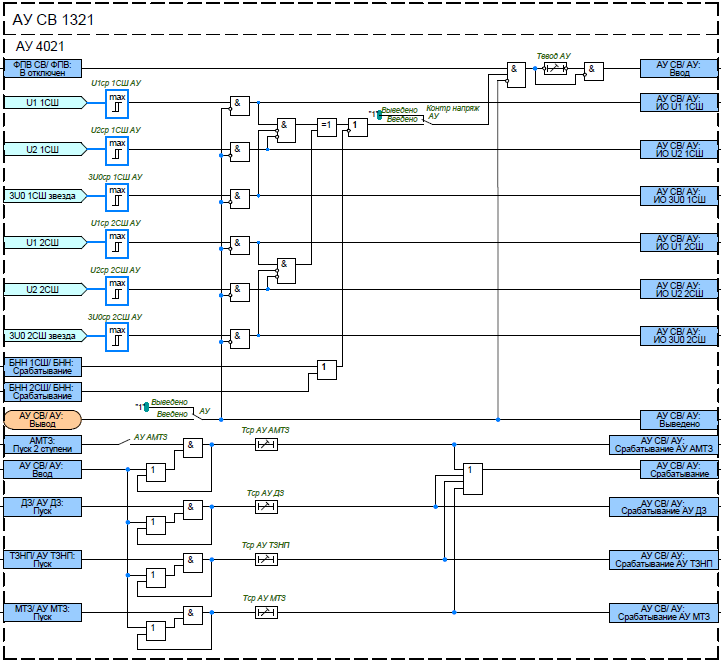 АУ СВ 1321
АУ 4021
ФПВ СВ/ ФПВ:
В отключен
&
Tввод АУ
&
АУ СВ/ АУ:
Ввод
U1 1СШ
U1ср 1СШ АУ
max
&
"1"
Выведено
Введено
Контр напряж
АУ
АУ СВ/ АУ:
ИО U1 1СШ
&
=1
1
U2 1СШ
U2ср 1СШ АУ
max
&
АУ СВ/ АУ:
ИО U2 1СШ
3U0 1СШ звезда
3U0ср 1СШ АУ
max
&
АУ СВ/ АУ:
ИО 3U0 1СШ
U1 2СШ
U1ср 2СШ АУ
max
&
АУ СВ/ АУ:
ИО U1 2СШ
&
U2 2СШ
U2ср 2СШ АУ
max
&
АУ СВ/ АУ:
ИО U2 2СШ
3U0 2СШ звезда
3U0ср 2СШ АУ
max
&
АУ СВ/ АУ:
ИО 3U0 2СШ
БНН 1СШ/ БНН:
Срабатывание
1
БНН 2СШ/ БНН:
Срабатывание
"1"
Выведено
Введено
АУ
АУ СВ/ АУ:
Вывод
АУ СВ/ АУ:
Выведено
АМТЗ:
Пуск 2 ступени
АУ АМТЗ
&
Tср АУ АМТЗ
АУ СВ/ АУ:
Срабатывание АУ АМТЗ
АУ СВ/ АУ:
Ввод
1
1
АУ СВ/ АУ:
Срабатывание
ДЗ/ АУ ДЗ:
Пуск
&
Tср АУ ДЗ
АУ СВ/ АУ:
Срабатывание АУ ДЗ
1
ТЗНП/ АУ ТЗНП:
Пуск
&
Tср АУ ТЗНП
АУ СВ/ АУ:
Срабатывание АУ ТЗНП
1
МТЗ/ АУ МТЗ:
Пуск
&
Tср АУ МТЗ
АУ СВ/ АУ:
Срабатывание АУ МТЗ
1